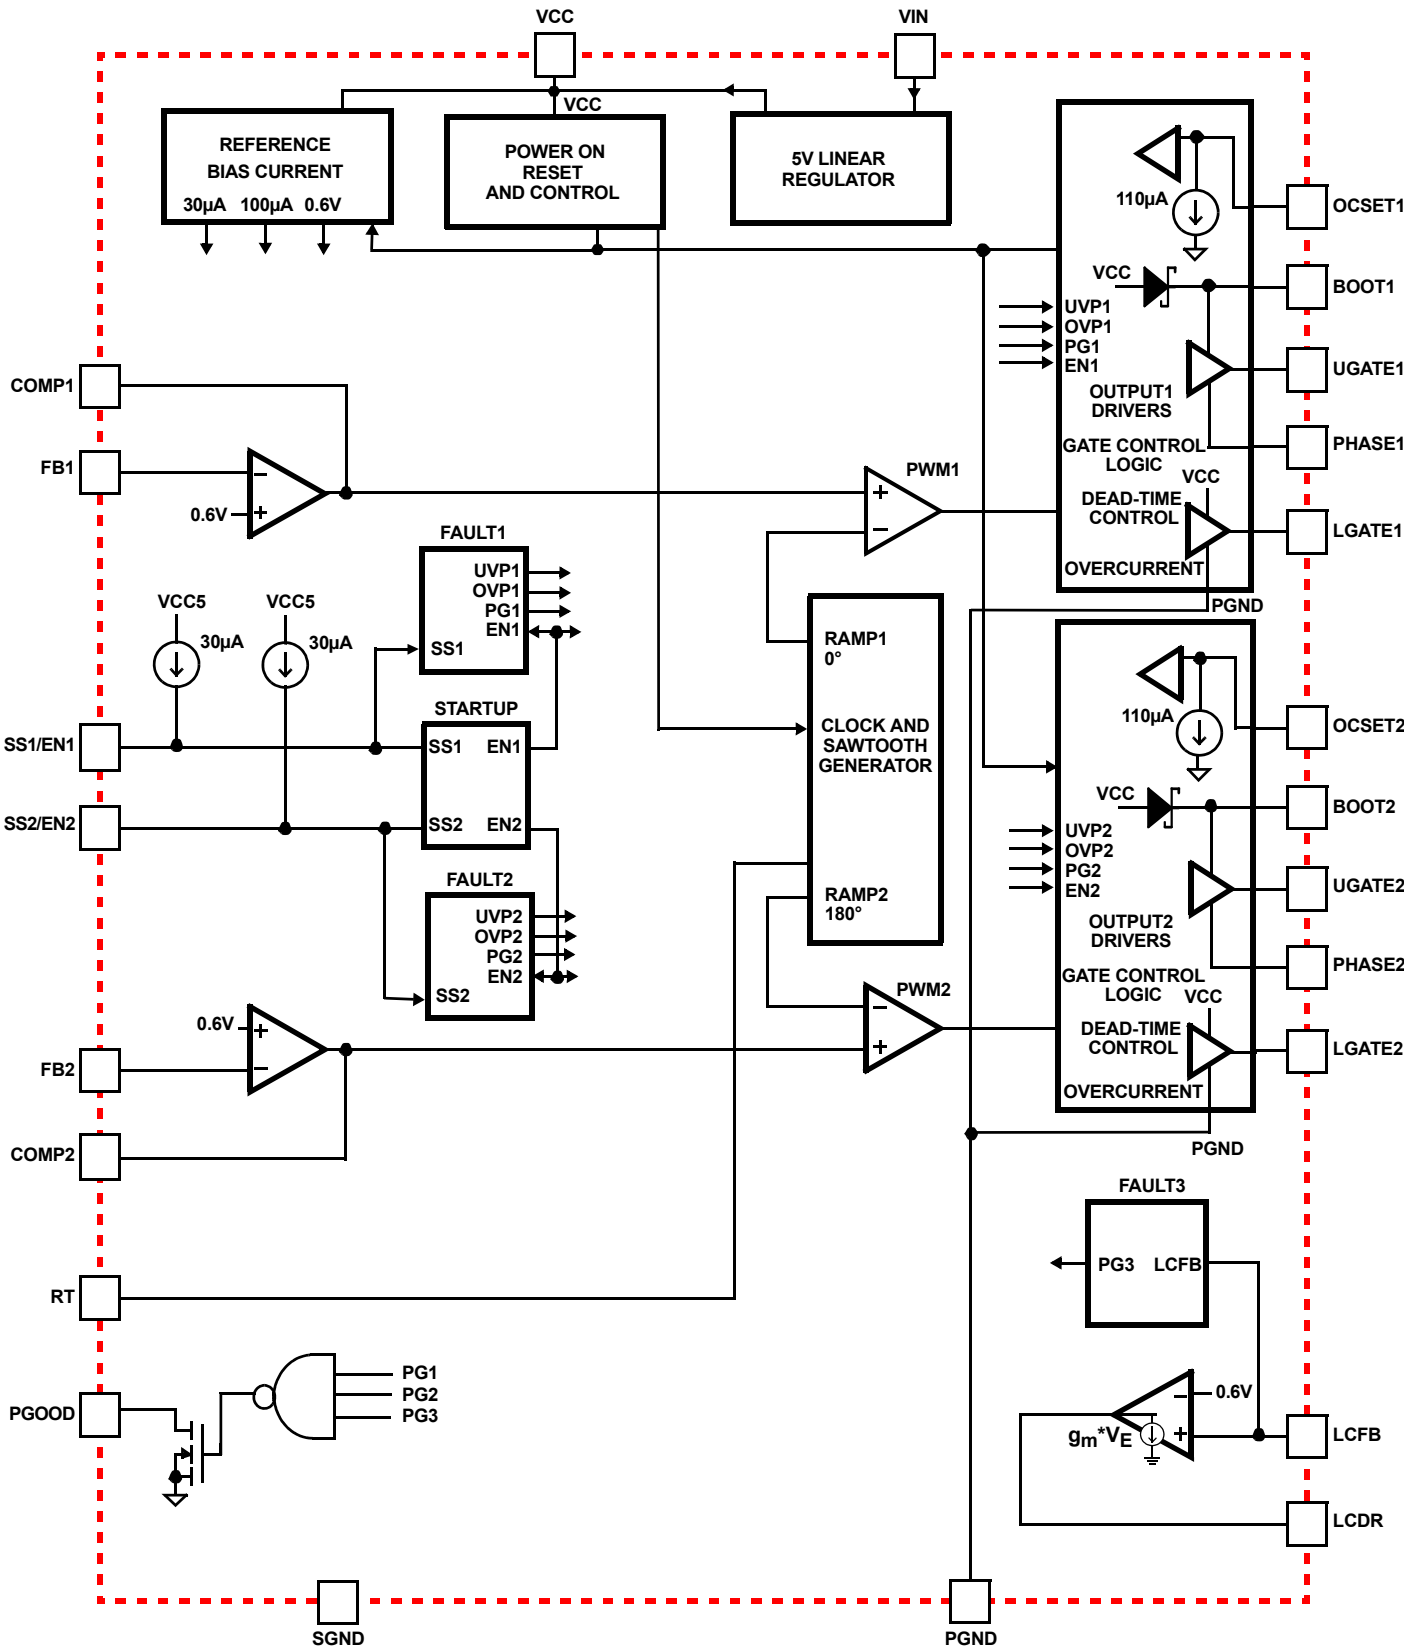 VCC
VIN
VCC
REFERENCE
BIAS CURRENT
30µA 100µA 0.6V
POWER ON
RESET
AND CONTROL
5V LINEAR
REGULATOR
110µA
OCSET1
VCC
BOOT1
UVP1
OVP1
PG1
EN1
UGATE1
OUTPUT1
DRIVERS
PHASE1
GATE CONTROL
LOGIC
VCC
DEAD-TIME
CONTROL
LGATE1
OVERCURRENT
PGND
COMP1
FB1
0.6V
PWM1
FAULT1
UVP1
OVP1
PG1
EN1
SS1
VCC5
30µA
VCC5
30µA
RAMP1
0°
CLOCK AND
SAWTOOTH
GENERATOR
RAMP2
180°
STARTUP
SS1 EN1
SS2 EN2
SS1/EN1
SS2/EN2
FAULT2
UVP2
OVP2
PG2
EN2
SS2
110µA
OCSET2
VCC
BOOT2
UVP2
OVP2
PG2
EN2
UGATE2
OUTPUT2
DRIVERS
PHASE2
GATE CONTROL
LOGIC
VCC
DEAD-TIME
CONTROL
LGATE2
OVERCURRENT
PGND
PWM2
0.6V
FB2
COMP2
FAULT3
PG3 LCFB
RT
PGOOD
PG1
PG2
PG3
0.6V
gm*VE
LCFB
LCDR
SGND
PGND